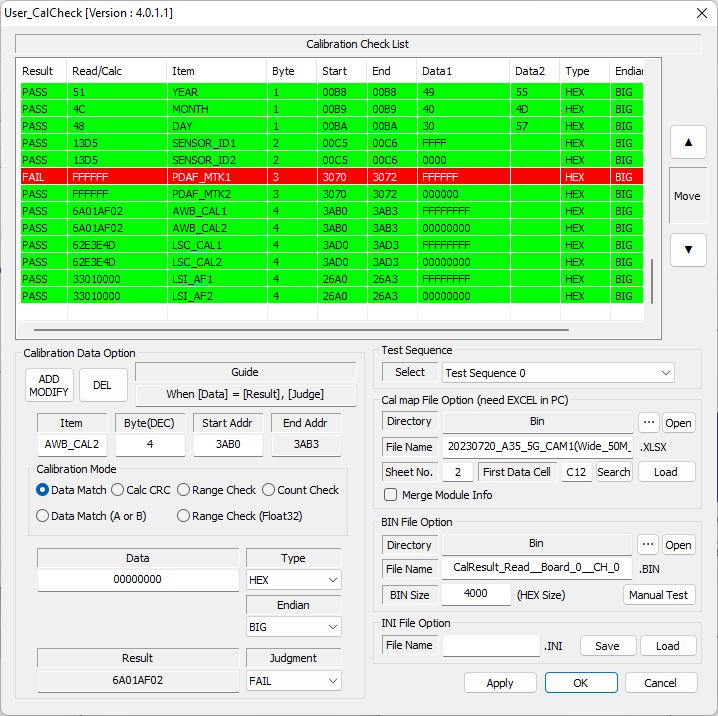 User_CalCheck [Version : 4.0.1.1]
Calibration Check List
Result Read/Calc Item Byte Start End Data1 Data2 Type Endiar
PASS 51 YEAR 1 00B8 00B8 49 55 HEX BIG
PASS 4C MONTH 1 00B9 00B9 40 4D HEX BIG
PASS 48 DAY 1 00BA 00BA 30 57 HEX BIG
PASS 13D5 SENSOR_ID1 2 00C5 00C6 FFFF HEX BIG
PASS 13D5 SENSOR_ID2 2 00C5 00C6 0000 HEX BIG
FAIL FFFFFF PDAF_MTK1 3 3070 3072 FFFFFF HEX BIG
PASS FFFFFF PDAF_MTK2 3 3070 3072 000000 HEX BIG
PASS 6A01AF02 AWB_CAL1 4 3AB0 3AB3 FFFFFFFF HEX BIG
PASS 6A01AF02 AWB_CAL2 4 3AB0 3AB3 00000000 HEX BIG
PASS 62E3E4D LSC_CAL1 4 3AD0 3AD3 FFFFFFFF HEX BIG
PASS 62E3E4D LSC_CAL2 4 3AD0 3AD3 00000000 HEX BIG
PASS 33010000 LSI_AF1 4 26A0 26A3 FFFFFFFF HEX BIG
PASS 33010000 LSI_AF2 4 26A0 26A3 00000000 HEX BIG
Move
Calibration Data Option
ADD
MODIFY
DEL
Guide
When [Data] = [Result], [Judge]
Item Byte(DEC) Start Addr End Addr
AWB_CAL2 4 3AB0 3AB3
Calibration Mode
Data Match Calc CRC Range Check Count Check
Data Match (A or B) Range Check (Float32)
Data Type
00000000 HEX
Endian
BIG
Result Judgment
6A01AF02 FAIL
Test Sequence
Select Test Sequence 0
Cal map File Option (need EXCEL in PC)
Directory Bin ... Open
File Name 20230720_A35_5G_CAM1(Wide_50M_ .XLSX
Sheet No. 2 First Data Cell C12 Search Load
Merge Module Info
BIN File Option
Directory Bin ... Open
File Name CalResult_Read__Board_0__CH_0 .BIN
BIN Size 4000 (HEX Size) Manual Test
INI File Option
File Name .INI Save Load
Apply OK Cancel